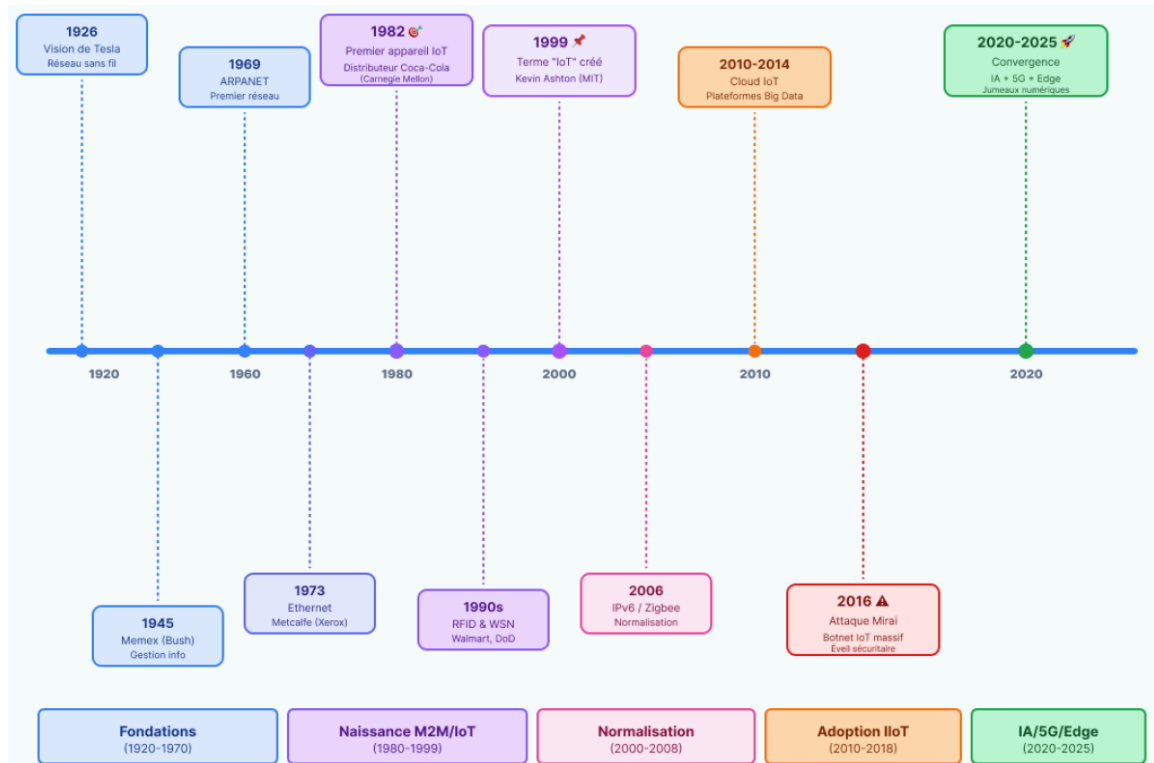 1926
Vision de Tesla
Réseau sans fil
1969
ARPANET
Premier réseau
1982 🎯
Premier appareil IoT
Distributeur Coca-Cola
(Carnegie Mellon)
1999 📌
Terme "IoT" créé
Kevin Ashton (MIT)
2010-2014
Cloud IoT
Plateformes Big Data
2020-2025 🚀
Convergence
IA + 5G + Edge
Jumeaux numériques
1920
1960
1980
2000
2010
2020
1945
Memex (Bush)
Gestion info
1973
Ethernet
Metcalfe (Xerox)
1990s
RFID & WSN
Walmart, DoD
2006
IPv6 / Zigbee
Normalisation
2016 ⚠
Attaque Mirai
Botnet IoT massif
Éveil sécuritaire
Fondations
(1920-1970)
Naissance M2M/IoT
(1980-1999)
Normalisation
(2000-2008)
Adoption IIoT
(2010-2018)
IA/5G/Edge
(2020-2025)